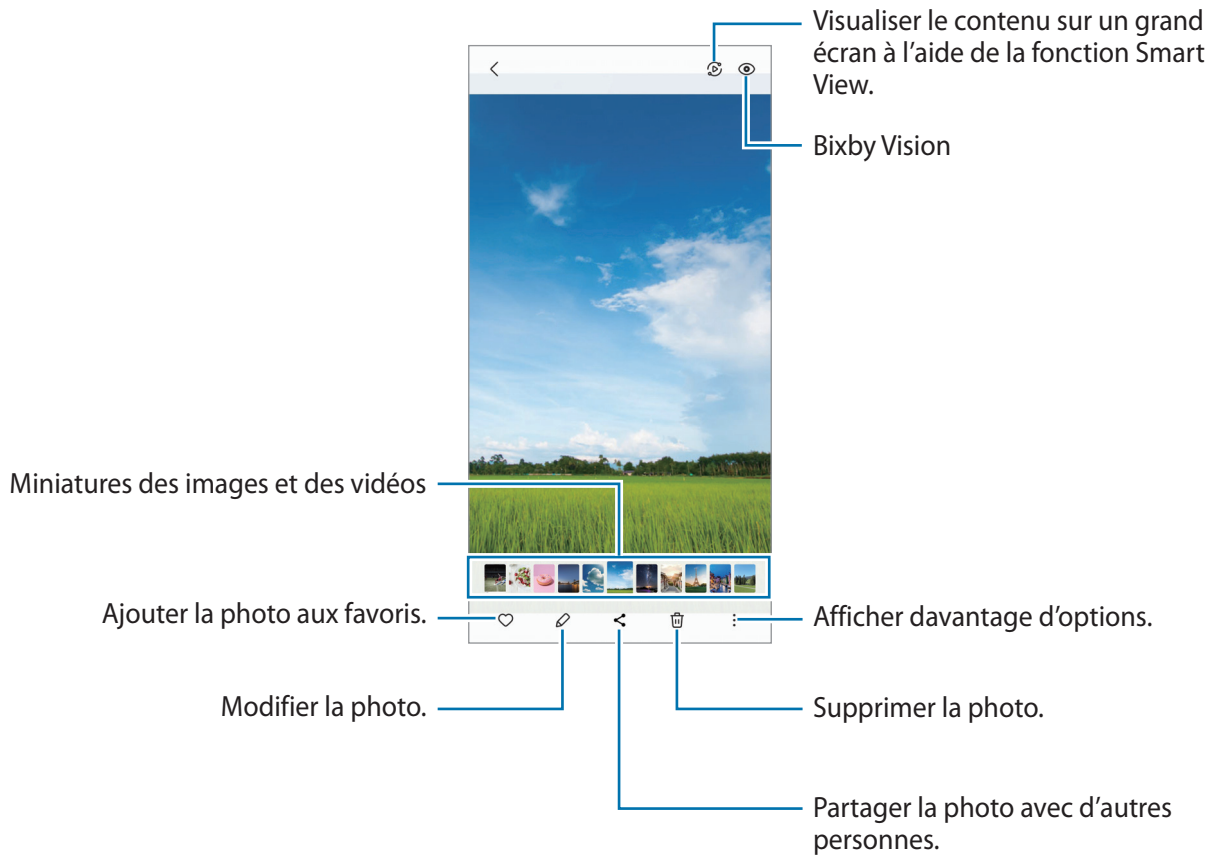 Visualiser le contenu sur un grand
écran à l’aide de la fonction Smart
View.
Bixby Vision
Miniatures des images et des vidéos
Ajouter la photo aux favoris.
Afficher davantage d’options.
Modifier la photo.
Supprimer la photo.
Partager la photo avec d’autres
personnes.